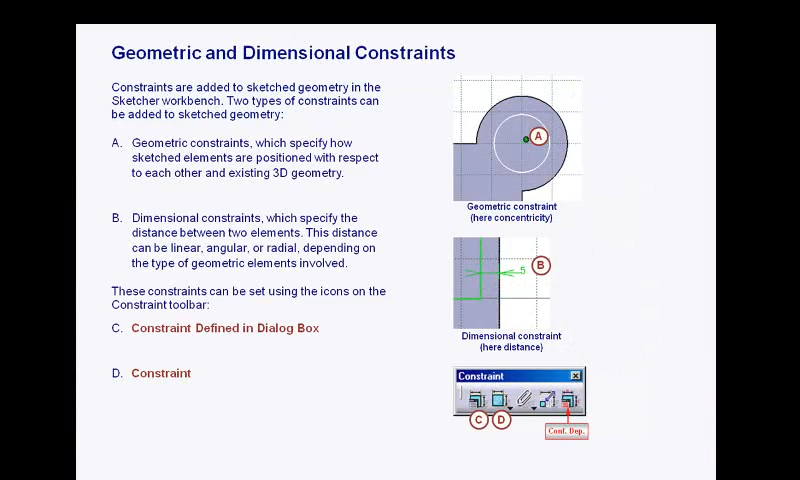 Geometric and Dimensional Constraints
Constraints are added to sketched geometry in the
Sketcher workbench. Two types of constraints can
be added to sketched geometry:
A. Geometric constraints, which specify how
sketched elements are positioned with respect
to each other and existing 3D geometry.
B. Dimensional constraints, which specify the
distance between two elements. This distance
can be linear, angular, or radial, depending on
the type of geometric elements involved.
These constraints can be set using the icons on the
Constraint toolbar:
C. Constraint Defined in Dialog Box
D. Constraint
A
Geometric constraint
(here concentricity)
5
B
Dimensional constraint
(here distance)
Constraint
C D
Conf. Dep.